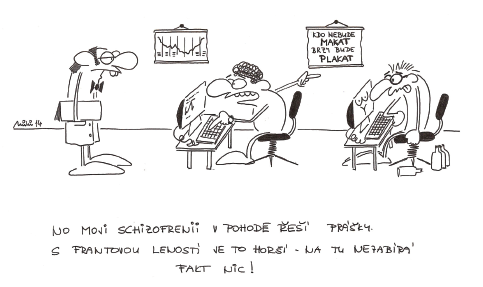 KDO NEBUDE
MAKAT
BRZY BUDE
PLAKAT
NO MOVI SCHIZOFRENII V POHODĚ ŘEŠÍ PRÁŠKY.
S FRANTOVOU LENOSTÍ JE TO HORŠÍ - NA TU NEZABÍRÁ
FAKT NIC!